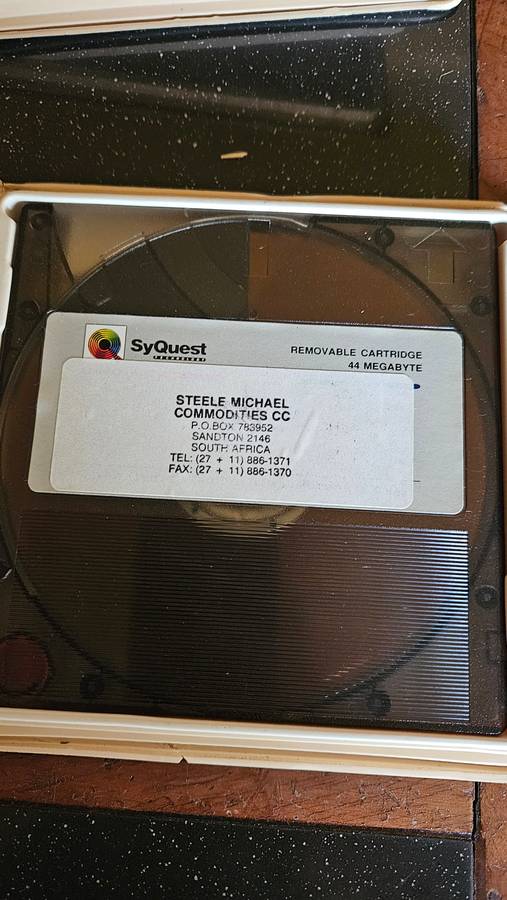 SyQuest
TECHNOLOGY
REMOVABLE CARTRIDGE
44 MEGABYTE
STEELE MICHAEL
COMMODITIES CC
P.O.BOX 783952
SANDTON 2146
SOUTH AFRICA
TEL: (27 + 11) 886-1371
FAX: (27 + 11) 886-1370